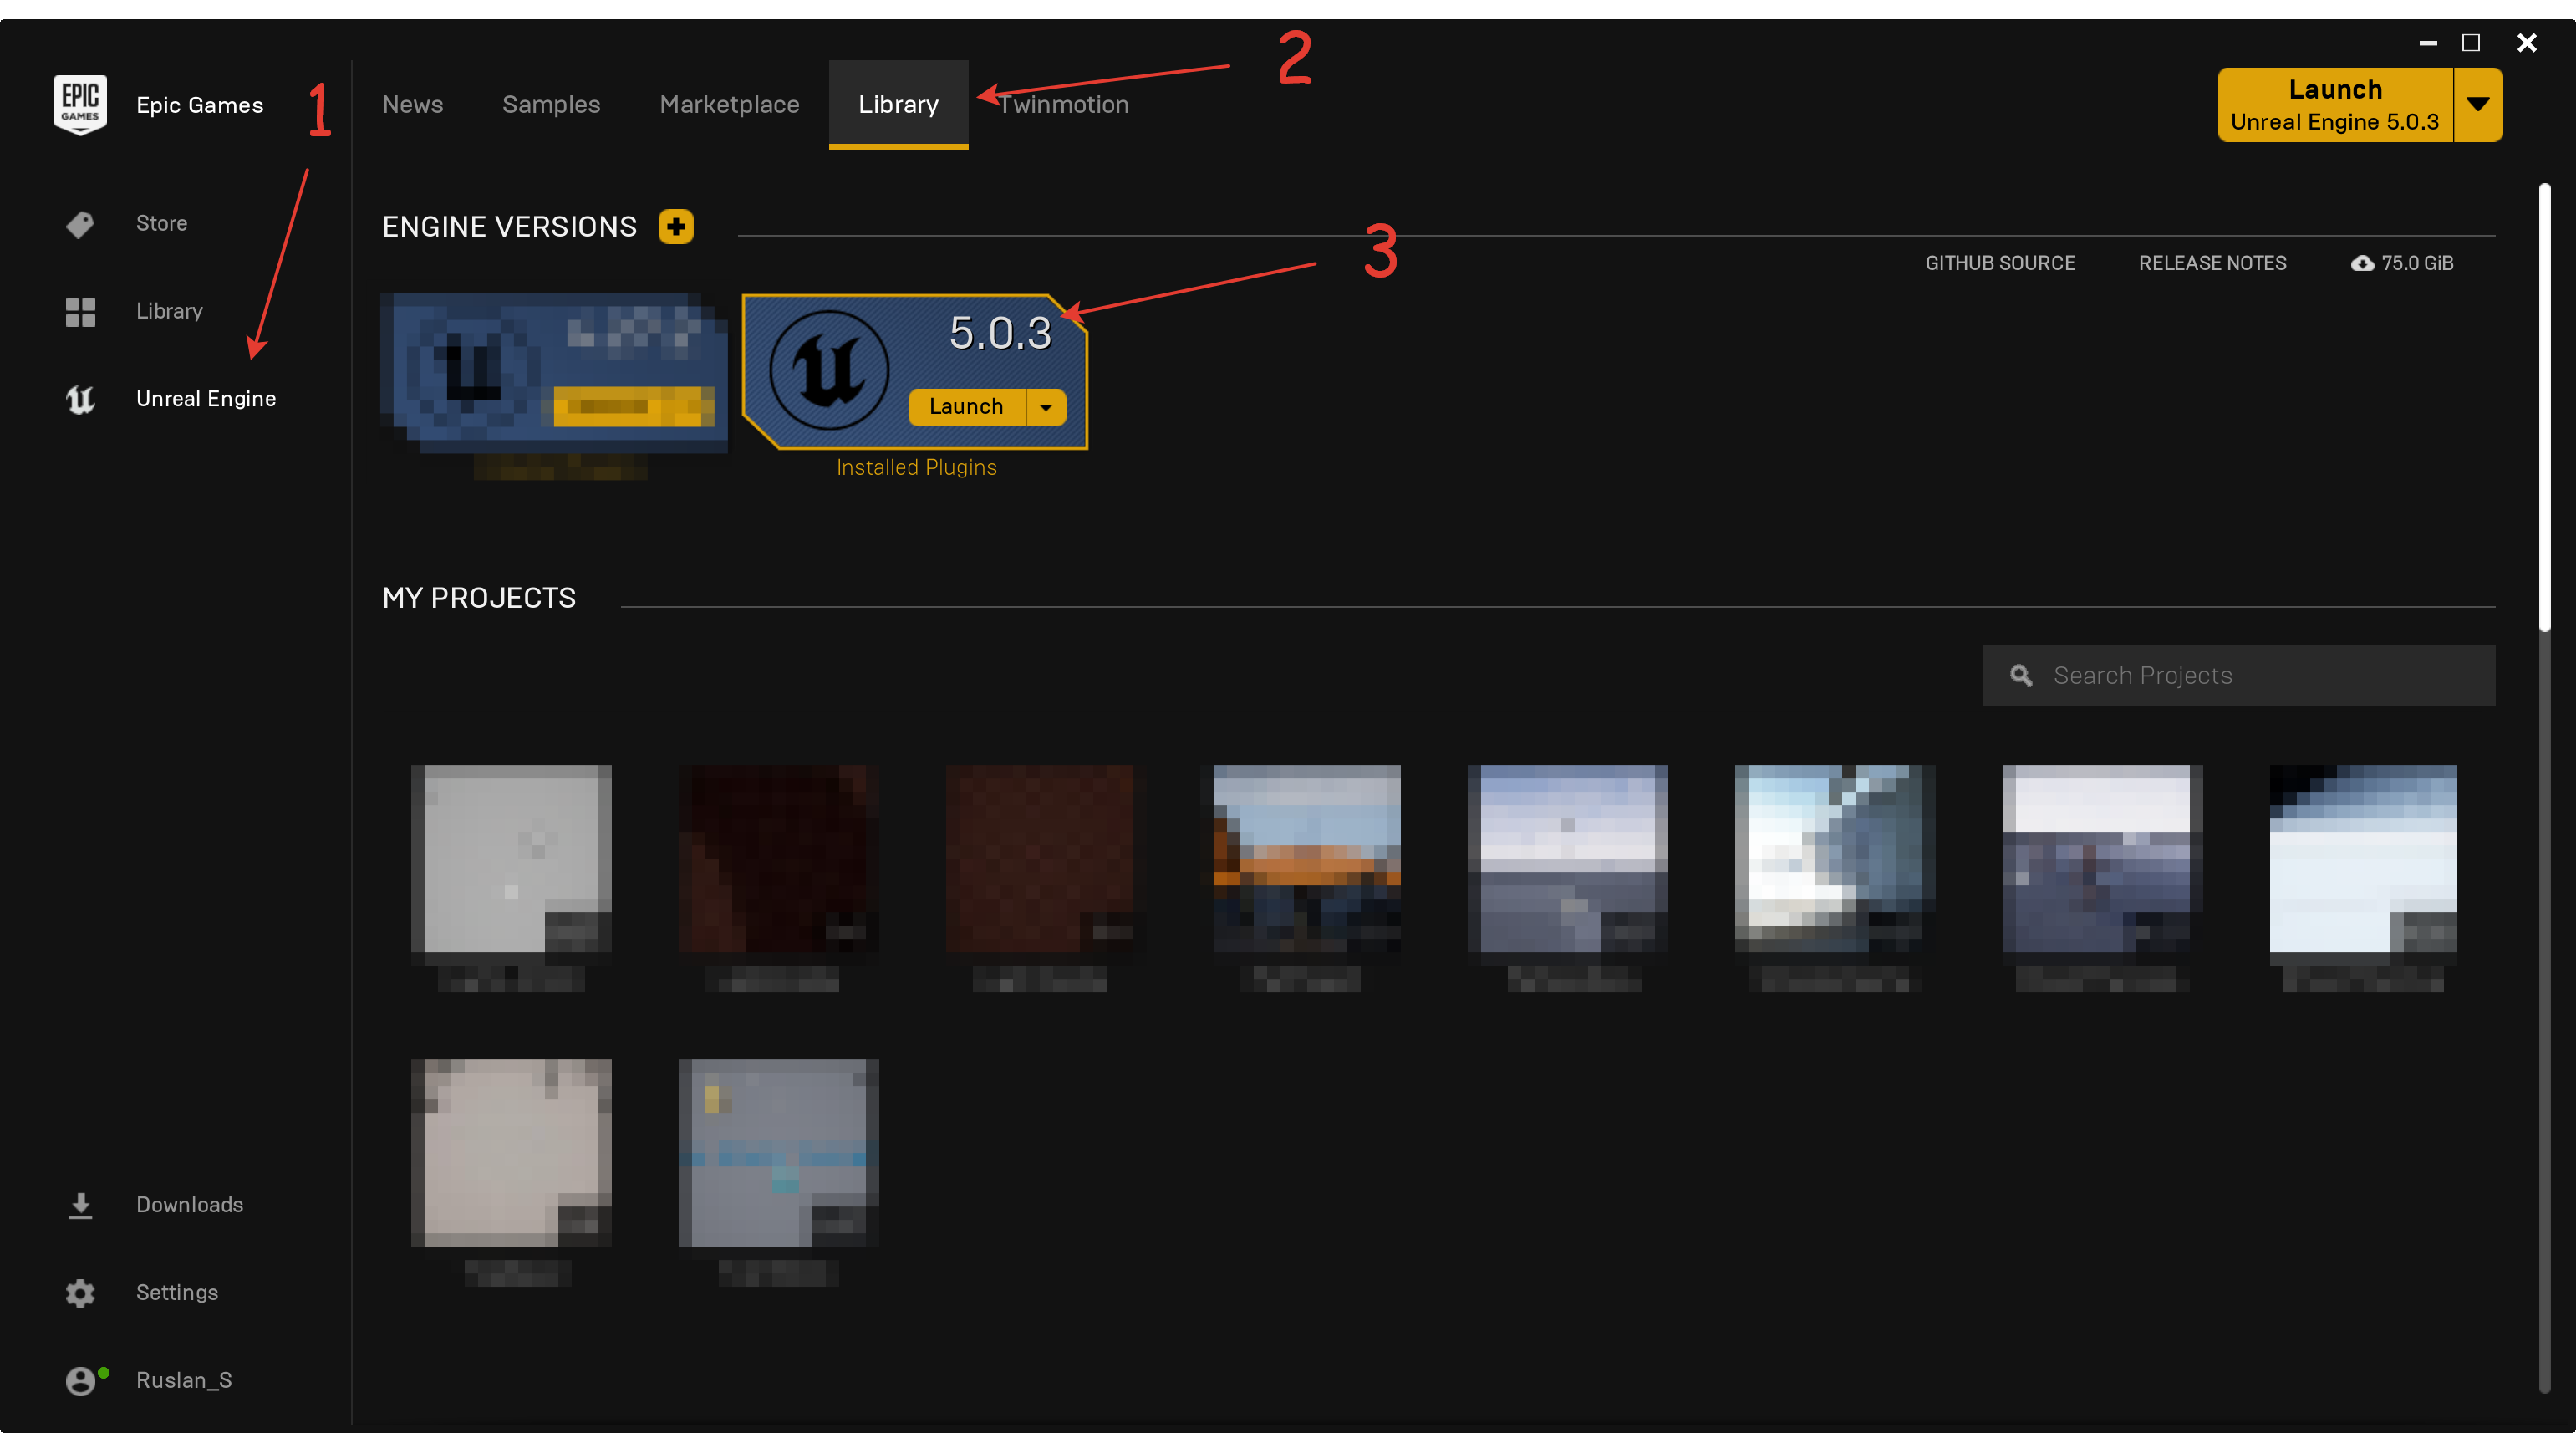 EPIC
GAMES
Epic Games
1
News
Samples
Marketplace
Library
Twinmotion
2
Launch
Unreal Engine 5.0.3
Store
Library
Unreal Engine
ENGINE VERSIONS
3
GITHUB SOURCE
RELEASE NOTES
75.0 GiB
5.0.3
Launch
Installed Plugins
MY PROJECTS
Search Projects
Downloads
Settings
Ruslan_S